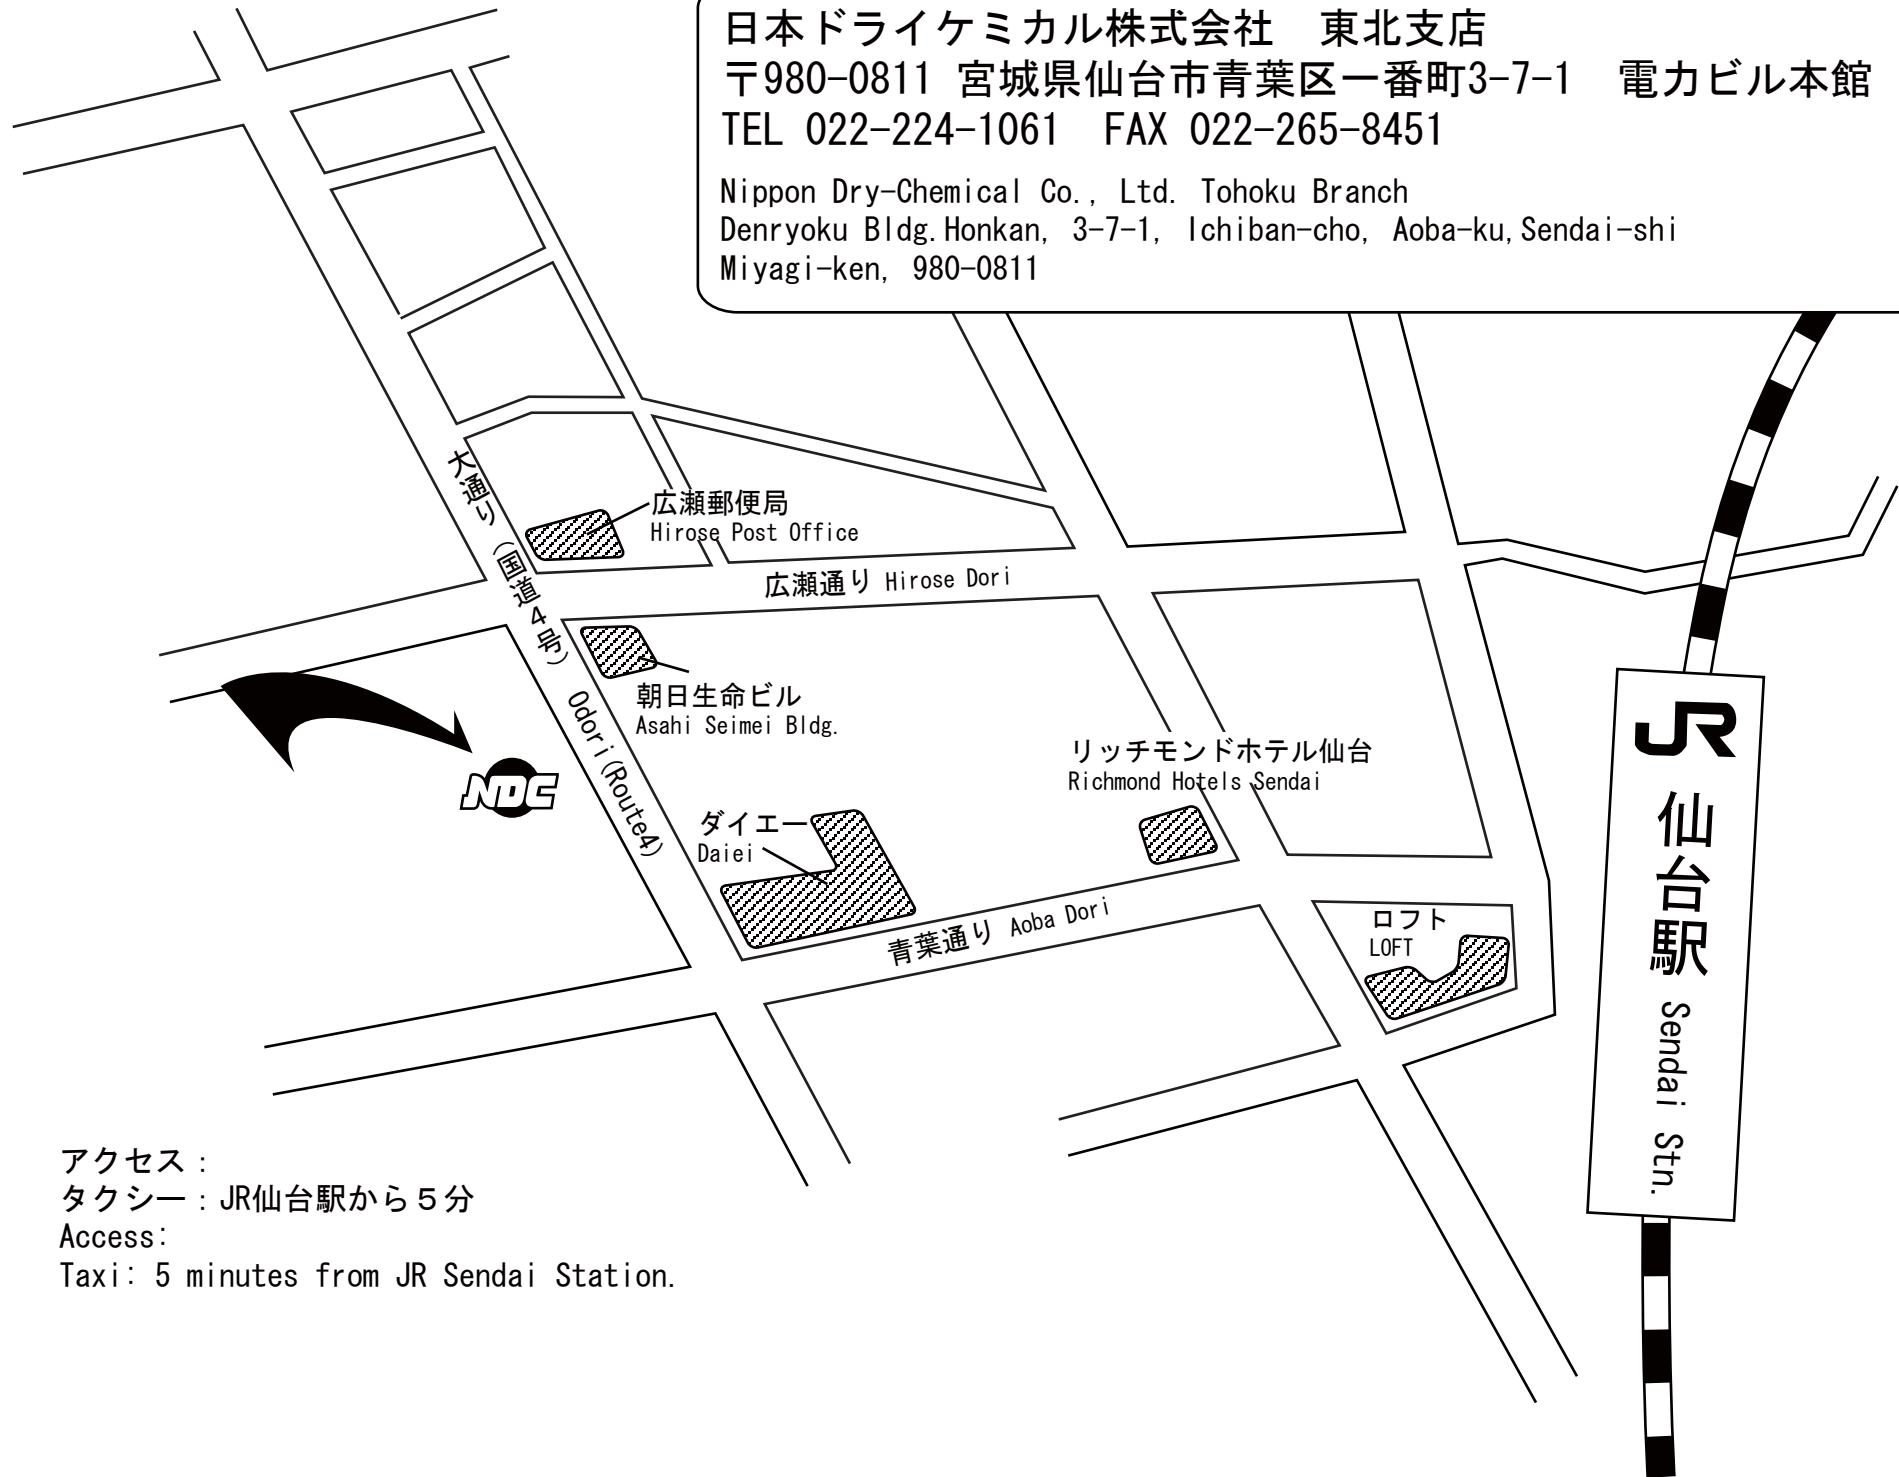 日本ドライケミカル株式会社　東北支店
〒980-0811 宮城県仙台市青葉区一番町3-7-1　電力ビル本館
TEL 022-224-1061　FAX 022-265-8451
Nippon Dry-Chemical Co., Ltd. Tohoku Branch
Denryoku Bldg.Honkan, 3-7-1, Ichiban-cho, Aoba-ku,Sendai-shi
Miyagi-ken, 980-0811
大通り（国道４号） Odori(Route4)
広瀬郵便局
Hirose Post Office
広瀬通り Hirose Dori
朝日生命ビル
Asahi Seimei Bldg.
NDC
リッチモンドホテル仙台
Richmond Hotels Sendai
ダイエー
Daiei
青葉通り Aoba Dori
ロフト
LOFT
JR 仙台駅 Sendai Stn.
アクセス：
タクシー：JR仙台駅から５分
Access:
Taxi: 5 minutes from JR Sendai Station.